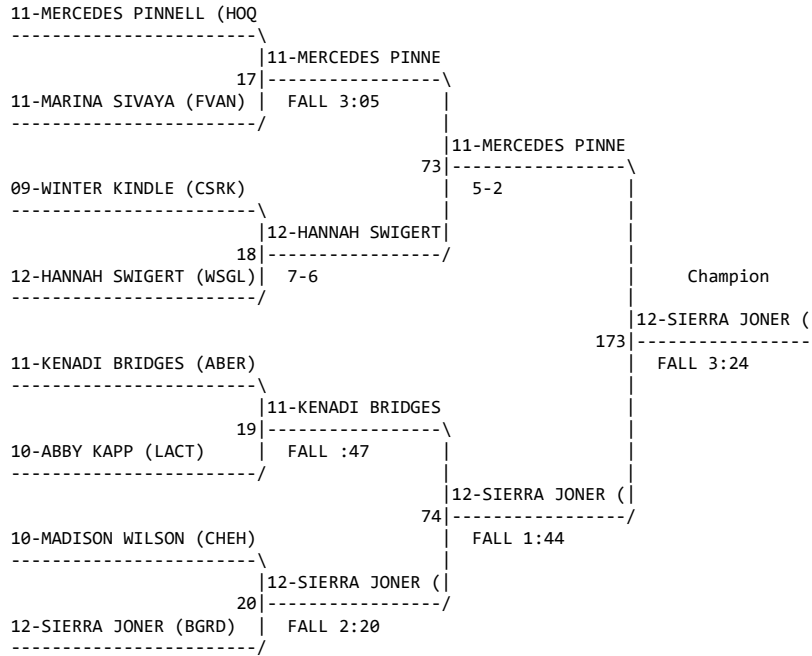 11-MERCEDES PINNELL (HOQ
------------------------\
|11-MERCEDES PINNE
17|-----------------\
11-MARINA SIVAYA (FVAN) | FALL 3:05 |
------------------------/ |
|11-MERCEDES PINNE
73|-----------------\
09-WINTER KINDLE (CSRK) | 5-2 |
------------------------\ | |
|12-HANNAH SWIGERT| |
18|-----------------/ |
12-HANNAH SWIGERT (WSGL)| 7-6 | Champion
------------------------/ |
|12-SIERRA JONER (
173|-----------------
11-KENADI BRIDGES (ABER) | FALL 3:24
------------------------\ |
|11-KENADI BRIDGES |
19|-----------------\ |
10-ABBY KAPP (LACT) | FALL :47 | |
------------------------/ | |
|12-SIERRA JONER (|
74|-----------------/
10-MADISON WILSON (CHEH) | FALL 1:44
------------------------\ |
|12-SIERRA JONER (|
20|-----------------/
12-SIERRA JONER (BGRD) | FALL 2:20
------------------------/